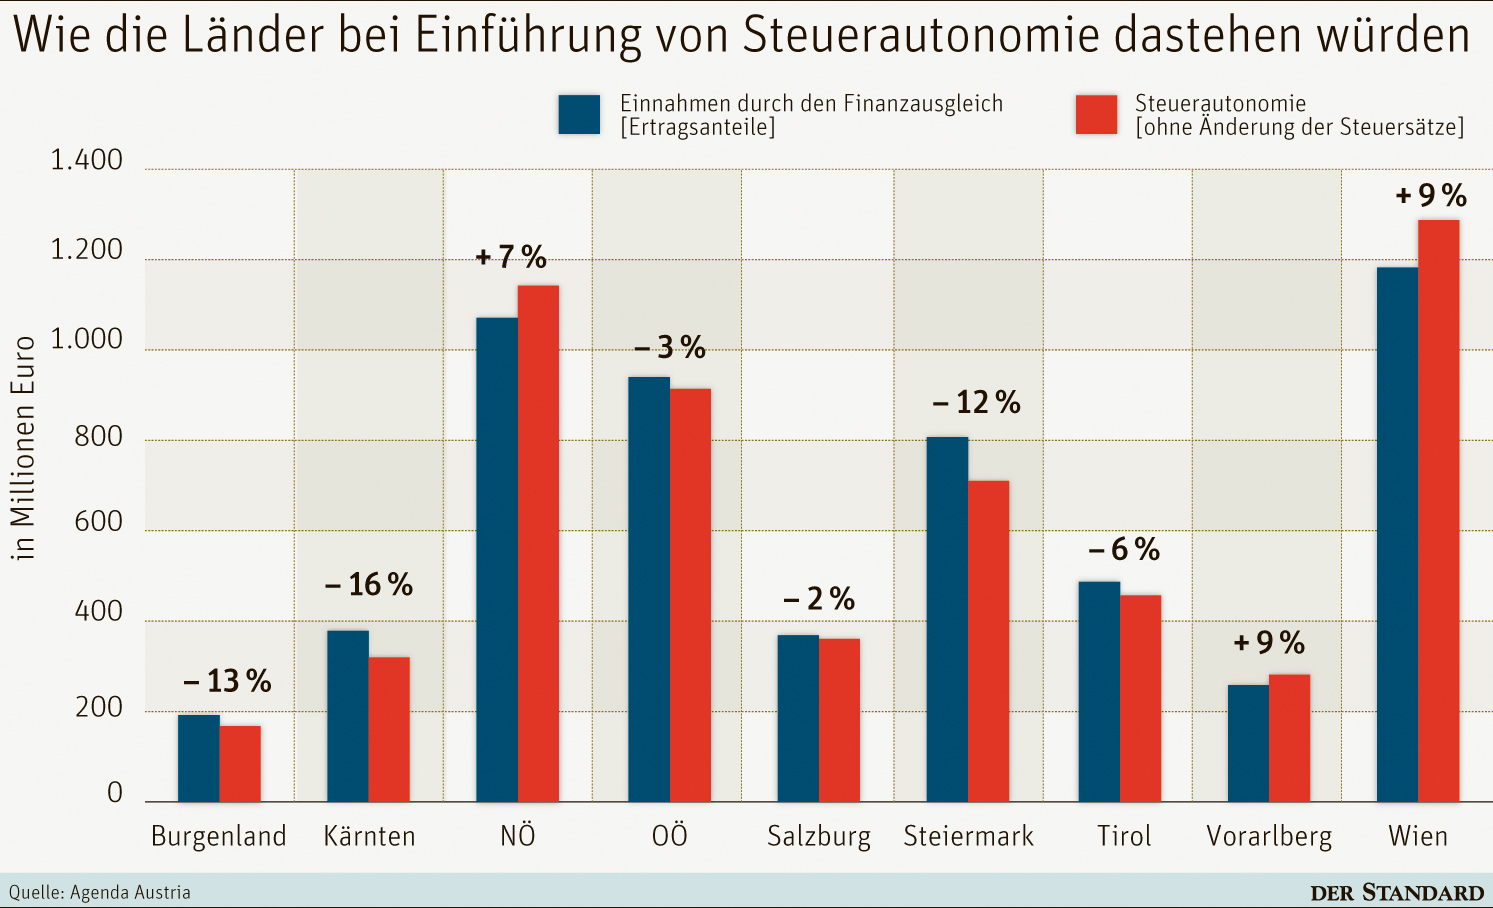 Wie die Länder bei Einführung von Steuerautonomie dastehen würden
Einnahmen durch den Finanzausgleich
[Ertragsanteile]
Steuerautonomie
[ohne Änderung der Steuersätze]
in Millionen Euro
1.400
1.200
1.000
800
600
400
200
0
– 13 %
– 16 %
+ 7 %
– 3 %
– 2 %
– 12 %
– 6 %
+ 9 %
+ 9 %
Burgenland
Kärnten
NÖ
OÖ
Salzburg
Steiermark
Tirol
Vorarlberg
Wien
Quelle: Agenda Austria
DER STANDARD